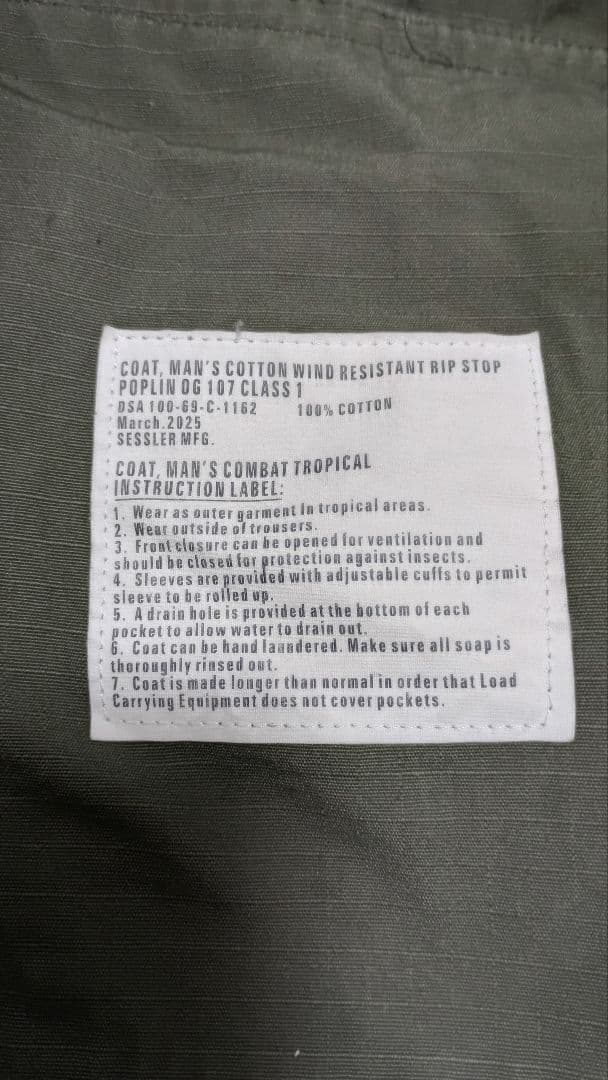 COAT, MAN'S COTTON WIND RESISTANT RIP STOP
POPLIN OG 107 CLASS 1
DSA 100-69-C-1162 100% COTTON
March.2025
SESSLER MFG.
COAT, MAN'S COMBAT TROPICAL
INSTRUCTION LABEL:
1. Wear as outer garment In tropical areas.
2. Wear outside of trousers.
3. Front closure can be opened for ventilation and
should be closed for protection against insects.
4. Sleeves are provided with adjustable cuffs to permit
sleeve to be rolled up.
5. A drain hole is provided at the bottom of each
pocket to allow water to drain out.
6. Coat can be hand laundered. Make sure all soap is
thoroughly rinsed out.
7. Coat is made longer than normal in order that Load
Carrying Equipment does not cover pockets.